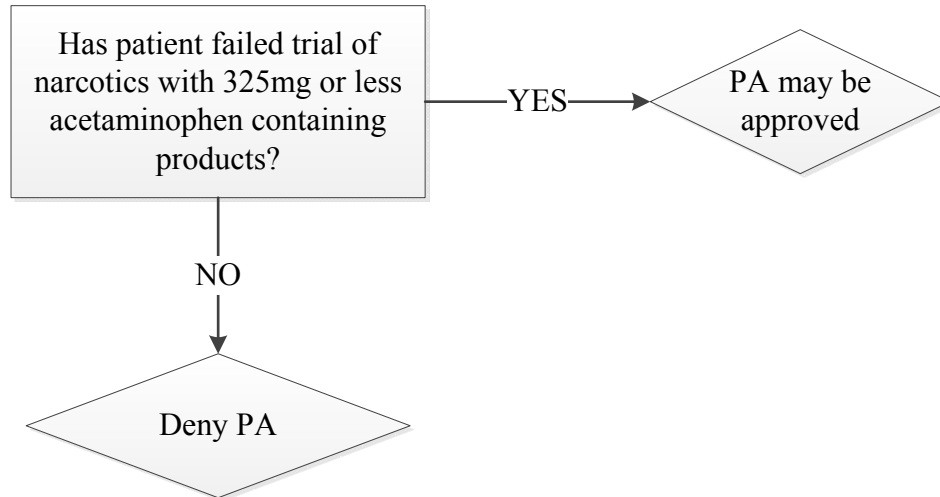 Has patient failed trial of
narcotics with 325mg or less
acetaminophen containing
products?
YES
PA may be
approved
NO
Deny PA